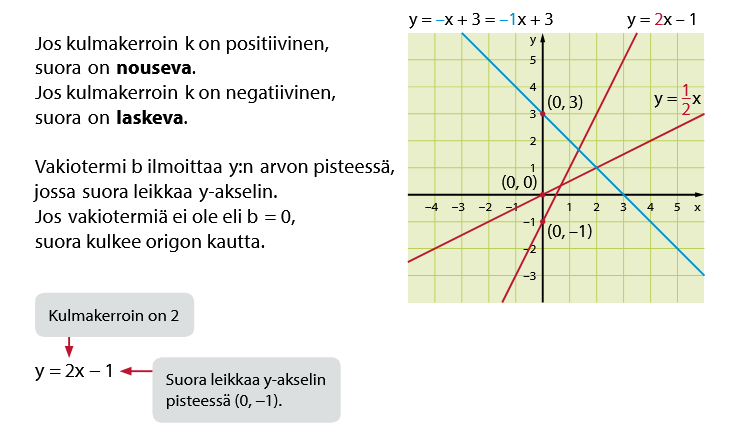 Jos kulmakerroin k on positiivinen,
suora on nouseva.
Jos kulmakerroin k on negatiivinen,
suora on laskeva.
Vakiotermi b ilmoittaa y:n arvon pisteessä,
jossa suora leikkaa y-akselin.
Jos vakiotermiä ei ole eli b = 0,
suora kulkee origon kautta.
Kulmakerroin on 2
y = 2x – 1
Suora leikkaa y-akselin
pisteessä (0, –1).
y = –x + 3 = –1x + 3
y = 2x – 1
y
5
4
(0, 3)
y = 1/2 x
3
2
1
(0, 0)
–4 –3 –2 –1 1 2 3 4 5 x
–1
(0, –1)
–2
–3